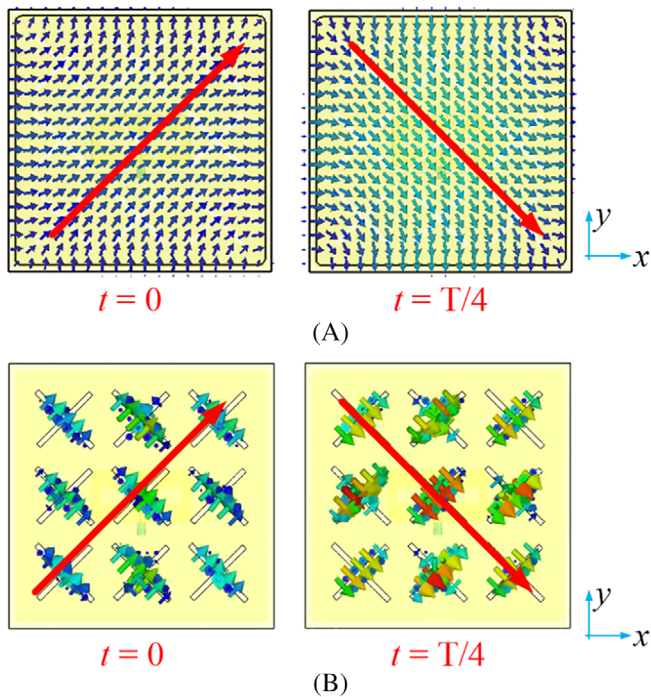 y
x
t = 0
t = T/4
(A)
y
x
t = 0
t = T/4
(B)